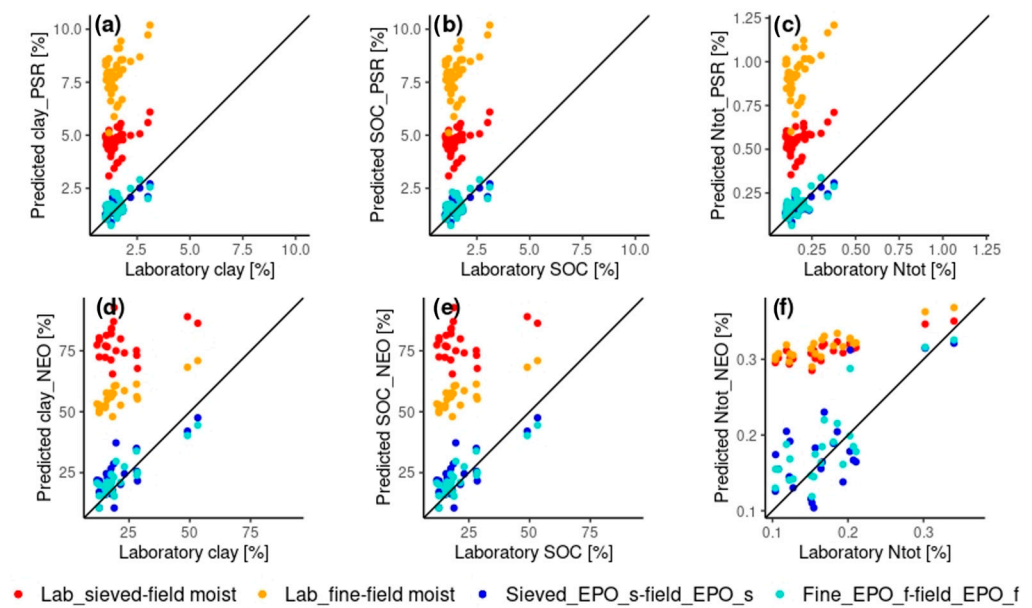 (a)
Predicted clay_PSR [%]
10.0
7.5
5.0
2.5
2.5 5.0 7.5 10.0
Laboratory clay [%]
(b)
Predicted SOC_PSR [%]
10.0
7.5
5.0
2.5
2.5 5.0 7.5 10.0
Laboratory SOC [%]
(c)
Predicted Ntot_PSR [%]
1.25
1.00
0.75
0.50
0.25
0.25 0.50 0.75 1.00 1.25
Laboratory Ntot [%]
(d)
Predicted clay_NEO [%]
75
50
25
25 50 75
Laboratory clay [%]
(e)
Predicted SOC_NEO [%]
75
50
25
25 50 75
Laboratory SOC [%]
(f)
Predicted Ntot_NEO [%]
0.3
0.2
0.1
0.1 0.2 0.3
Laboratory Ntot [%]
Lab_sieved-field moist Lab_fine-field moist Sieved_EPO_s-field_EPO_s Fine_EPO_f-field_EPO_f